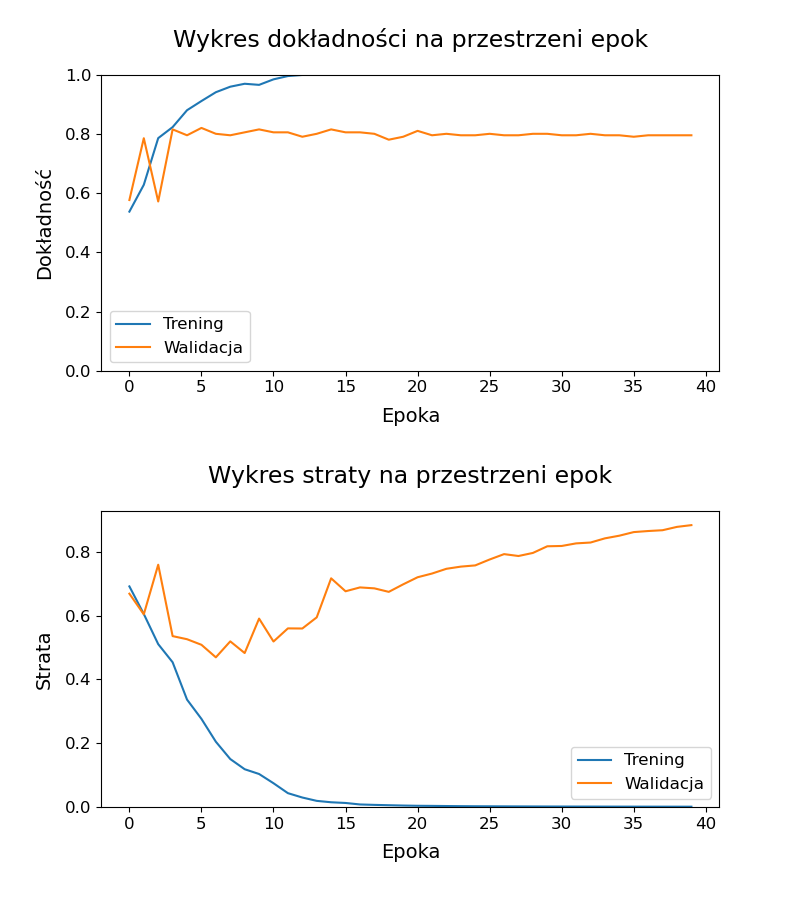 Wykres dokładności na przestrzeni epok
1.0
0.8
0.6
0.4
0.2
0.0
Dokładność
Trening
Walidacja
0 5 10 15 20 25 30 35 40
Epoka
Wykres straty na przestrzeni epok
0.8
0.6
0.4
0.2
0.0
Strata
Trening
Walidacja
0 5 10 15 20 25 30 35 40
Epoka